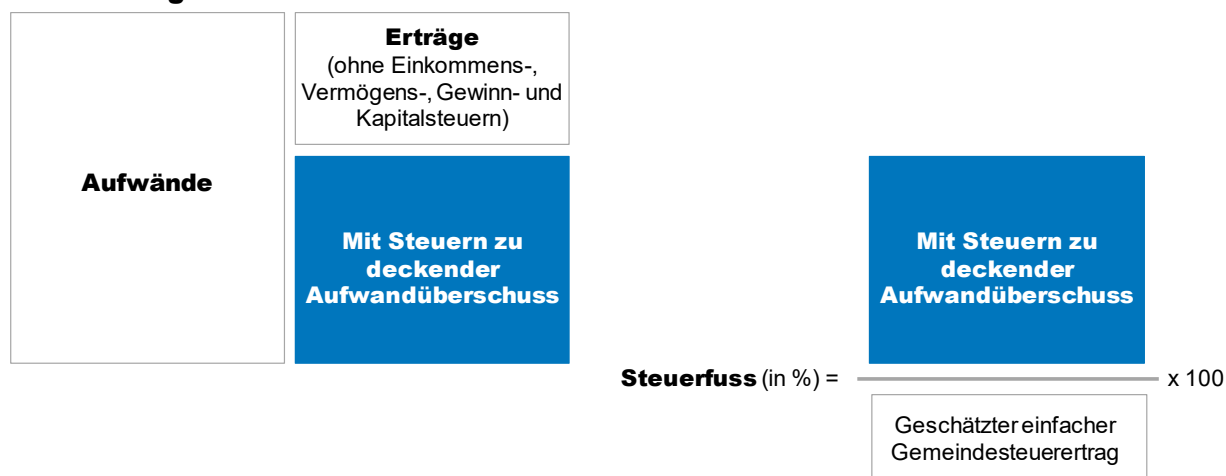 Erträge
(ohne Einkommens-,
Vermögens-, Gewinn- und
Kapitalsteuern)
Aufwände
Mit Steuern zu
deckender
Aufwandüberschuss
Mit Steuern zu
deckender
Aufwandüberschuss
Steuerfuss (in %) =
x 100
Geschätzter einfacher
Gemeindesteuerertrag